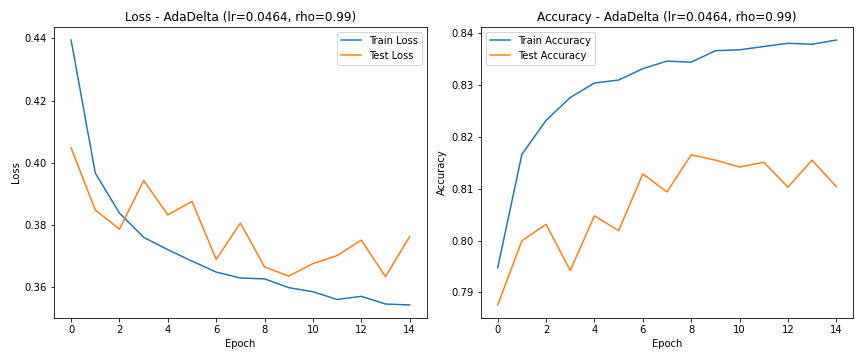 Loss - AdaDelta (lr=0.0464, rho=0.99)
Train Loss
Test Loss
0.44
0.42
0.40
0.38
0.36
Loss
0 2 4 6 8 10 12 14
Epoch
Accuracy - AdaDelta (lr=0.0464, rho=0.99)
Train Accuracy
Test Accuracy
0.84
0.83
0.82
0.81
0.80
0.79
Accuracy
0 2 4 6 8 10 12 14
Epoch